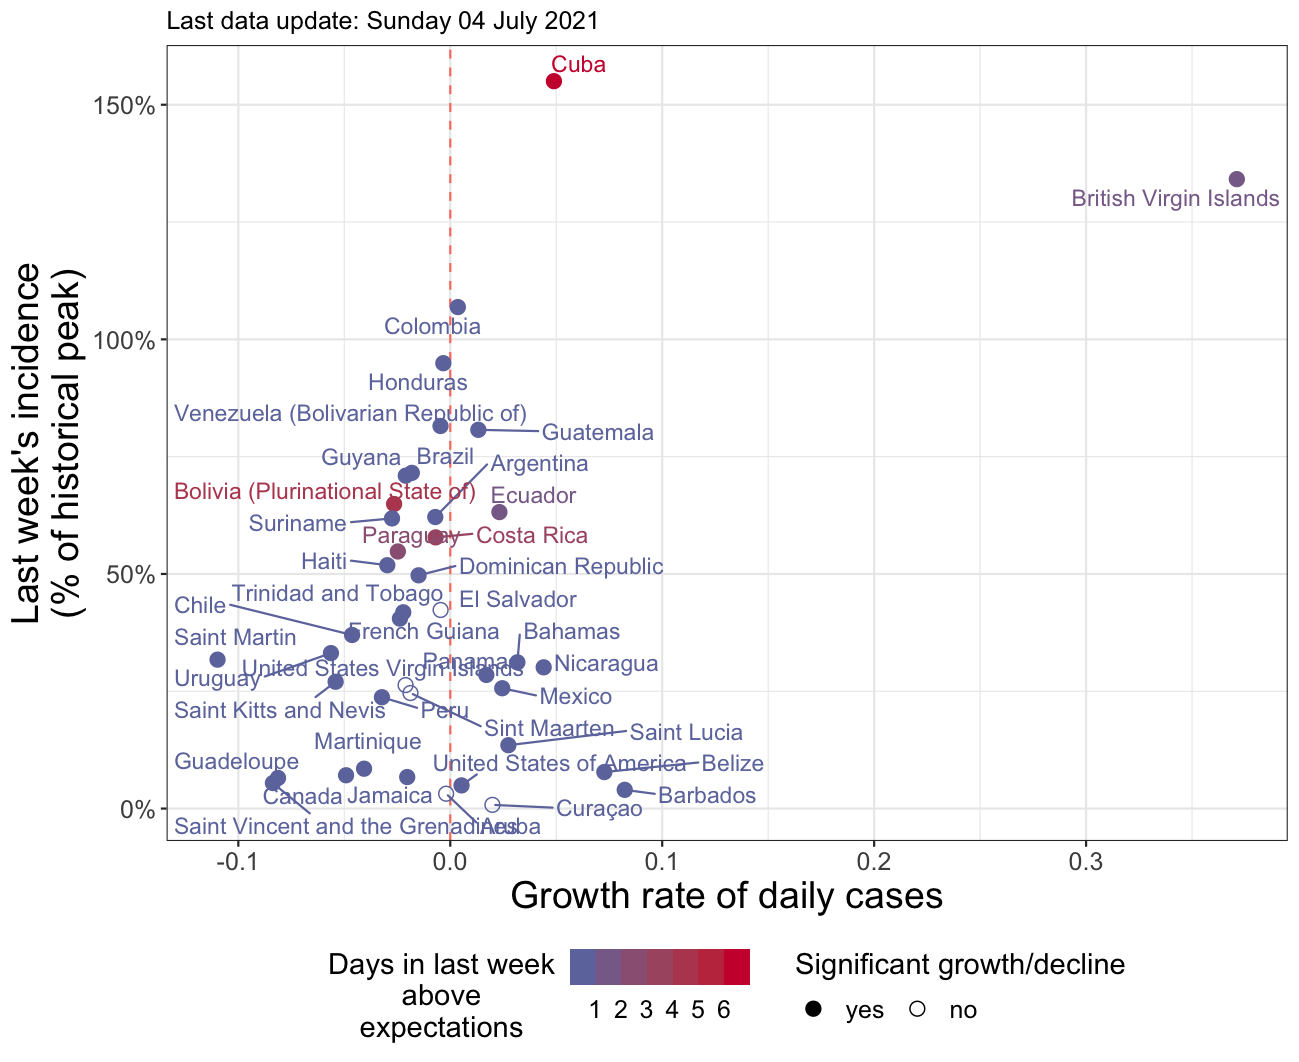 Last data update: Sunday 04 July 2021
Cuba
150%
British Virgin Islands
Last week's incidence
(% of historical peak)
Colombia
100%
Honduras
Venezuela (Bolivarian Republic of)
Guatemala
Guyana
Brazil
Argentina
Bolivia (Plurinational State of)
Ecuador
Suriname
Paraguay
Costa Rica
Haiti
Dominican Republic
50%
Trinidad and Tobago
El Salvador
Chile
French Guiana
Bahamas
Saint Martin
Panama
Nicaragua
United States Virgin Islands
Uruguay
Mexico
Saint Kitts and Nevis
Peru
Sint Maarten
Saint Lucia
Martinique
Guadeloupe
United States of America
Belize
Canada
Jamaica
Barbados
0%
Curaçao
Saint Vincent and the Grenadines
Aruba
-0.1
0.0
0.1
0.2
0.3
Growth rate of daily cases
Days in last week
above
expectations
1 2 3 4 5 6
Significant growth/decline
yes
no